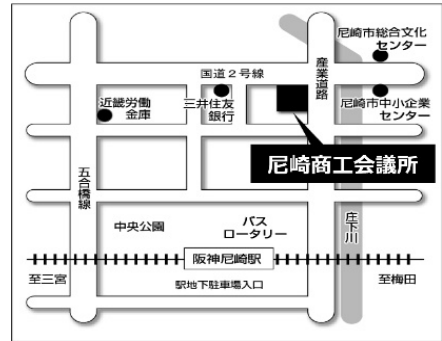 尼崎市総合文化
センター
国道2号線
産業道路
近畿労働
金庫
三井住友
銀行
尼崎市中小企業
センター
尼崎商工会議所
五合橋線
中央公園
バス
ロータリー
庄下川
阪神尼崎駅
至三宮
駅地下駐車場入口
至梅田